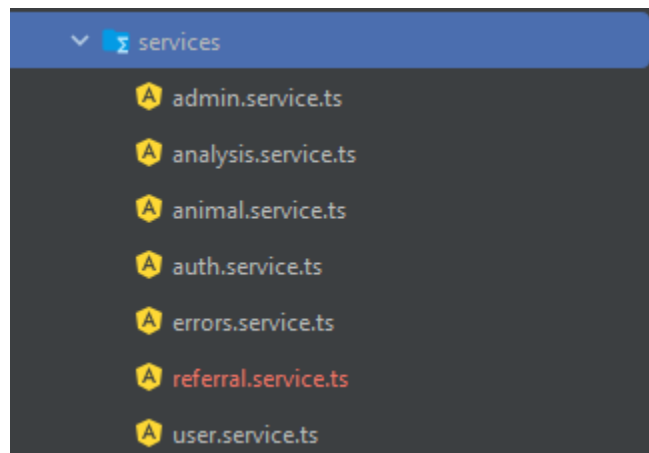 services
admin.service.ts
analysis.service.ts
animal.service.ts
auth.service.ts
errors.service.ts
referral.service.ts
user.service.ts